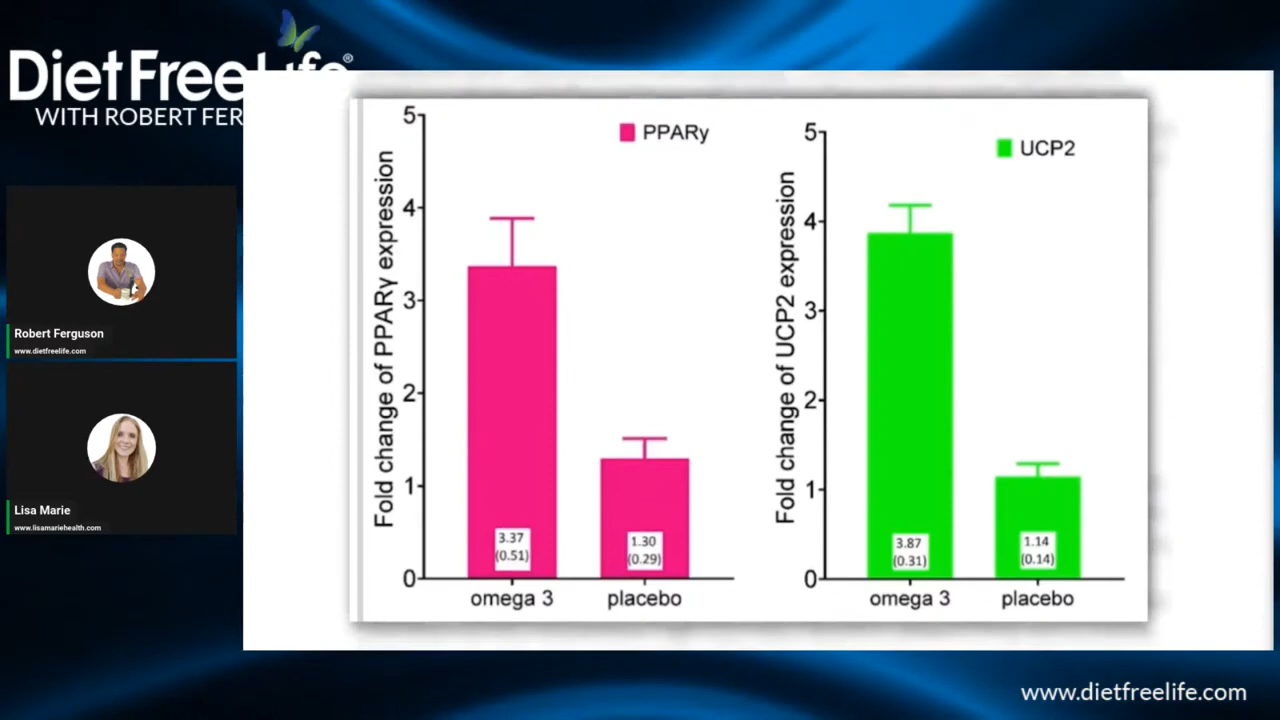 DietFreeLife®
WITH ROBERT FER
Robert Ferguson
www.dietfreelife.com
Lisa Marie
www.lisamariehealth.com
Fold change of PPARy expression
5
4
3
2
1
0
PPARy
3.37
(0.51)
1.30
(0.29)
omega 3
placebo
Fold change of UCP2 expression
5
4
3
2
1
0
UCP2
3.87
(0.31)
1.14
(0.14)
omega 3
placebo
www.dietfreelife.com